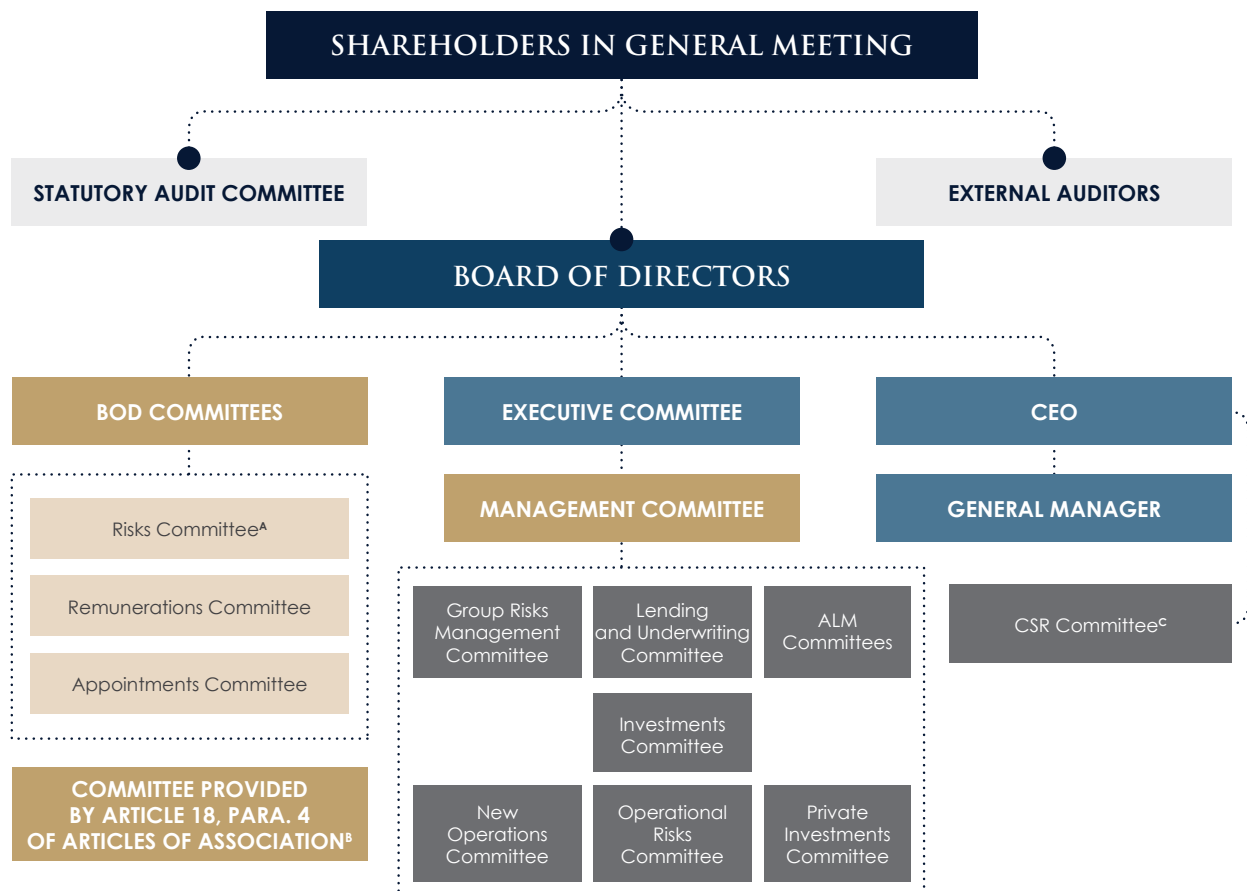 SHAREHOLDERS IN GENERAL MEETING
STATUTORY AUDIT COMMITTEE
EXTERNAL AUDITORS
BOARD OF DIRECTORS
BOD COMMITTEES
EXECUTIVE COMMITTEE
CEO
MANAGEMENT COMMITTEE
GENERAL MANAGER
Risks Committeeᴬ
Remunerations Committee
Appointments Committee
COMMITTEE PROVIDED
BY ARTICLE 18, PARA. 4
OF ARTICLES OF ASSOCIATIONᴮ
Group Risks
Management
Committee
Lending
and Underwriting
Committee
ALM
Committees
Investments
Committee
New
Operations
Committee
Operational
Risks
Committee
Private
Investments
Committee
CSR Committeeᶜ